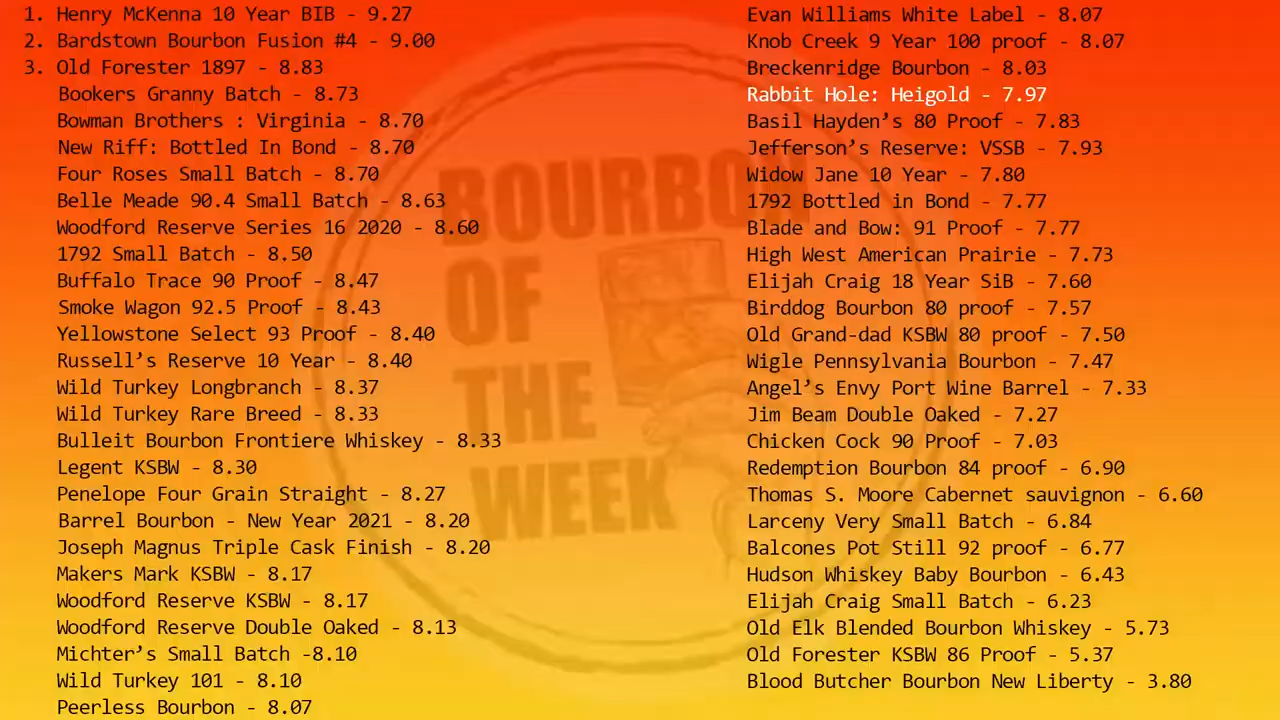 1. Henry McKenna 10 Year BIB - 9.27
2. Bardstown Bourbon Fusion #4 - 9.00
3. Old Forester 1897 - 8.83
Bookers Granny Batch - 8.73
Bowman Brothers : Virginia - 8.70
New Riff: Bottled In Bond - 8.70
Four Roses Small Batch - 8.70
Belle Meade 90.4 Small Batch - 8.63
Woodford Reserve Series 16 2020 - 8.60
1792 Small Batch - 8.50
Buffalo Trace 90 Proof - 8.47
Smoke Wagon 92.5 Proof - 8.43
Yellowstone Select 93 Proof - 8.40
Russell’s Reserve 10 Year - 8.40
Wild Turkey Longbranch - 8.37
Wild Turkey Rare Breed - 8.33
Bulleit Bourbon Frontiere Whiskey - 8.33
Legent KSBW - 8.30
Penelope Four Grain Straight - 8.27
Barrel Bourbon - New Year 2021 - 8.20
Joseph Magnus Triple Cask Finish - 8.20
Makers Mark KSBW - 8.17
Woodford Reserve KSBW - 8.17
Woodford Reserve Double Oaked - 8.13
Michter’s Small Batch -8.10
Wild Turkey 101 - 8.10
Peerless Bourbon - 8.07
Evan Williams White Label - 8.07
Knob Creek 9 Year 100 proof - 8.07
Breckenridge Bourbon - 8.03
Rabbit Hole: Heigold - 7.97
Basil Hayden’s 80 Proof - 7.83
Jefferson’s Reserve: VSSB - 7.93
Widow Jane 10 Year - 7.80
1792 Bottled in Bond - 7.77
Blade and Bow: 91 Proof - 7.77
High West American Prairie - 7.73
Elijah Craig 18 Year SiB - 7.60
Birddog Bourbon 80 proof - 7.57
Old Grand-dad KSBW 80 proof - 7.50
Wigle Pennsylvania Bourbon - 7.47
Angel’s Envy Port Wine Barrel - 7.33
Jim Beam Double Oaked - 7.27
Chicken Cock 90 Proof - 7.03
Redemption Bourbon 84 proof - 6.90
Thomas S. Moore Cabernet sauvignon - 6.60
Larceny Very Small Batch - 6.84
Balcones Pot Still 92 proof - 6.77
Hudson Whiskey Baby Bourbon - 6.43
Elijah Craig Small Batch - 6.23
Old Elk Blended Bourbon Whiskey - 5.73
Old Forester KSBW 86 Proof - 5.37
Blood Butcher Bourbon New Liberty - 3.80
BOURBON
OF
THE
WEEK